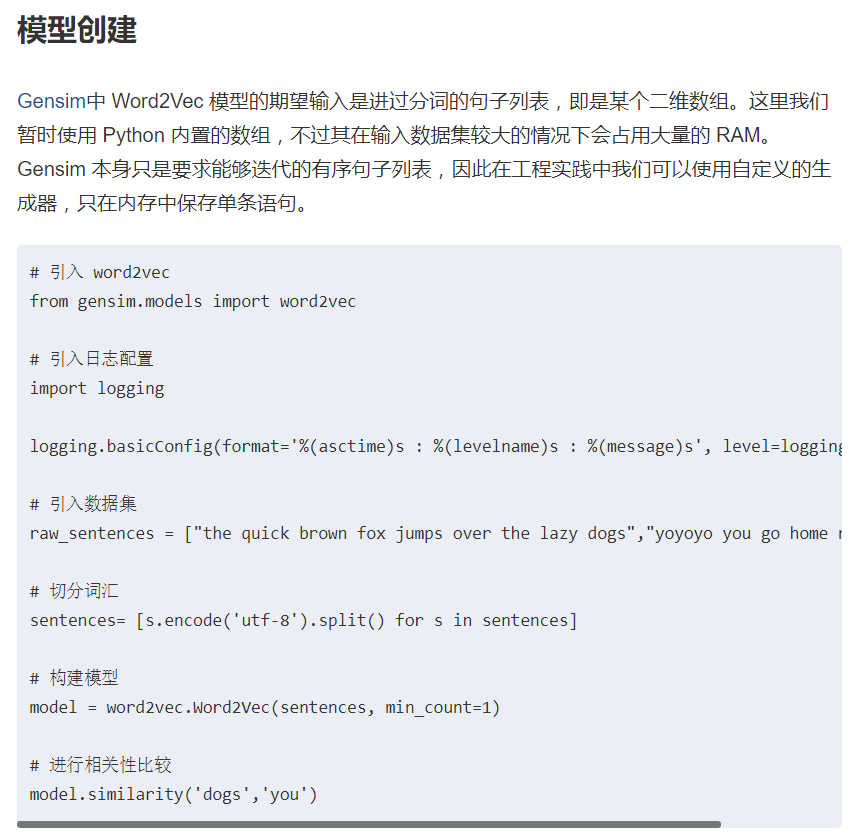 模型创建
Gensim中 Word2Vec 模型的期望输入是进过分词的句子列表，即是某个二维数组。这里我们
暂时使用 Python 内置的数组，不过其在输入数据集较大的情况下会占用大量的 RAM。
Gensim 本身只是要求能够迭代的有序句子列表，因此在工程实践中我们可以使用自定义的生
成器，只在内存中保存单条语句。
# 引入 word2vec
from gensim.models import word2vec
# 引入日志配置
import logging
logging.basicConfig(format='%(asctime)s : %(levelname)s : %(message)s', level=logging
# 引入数据集
raw_sentences = ["the quick brown fox jumps over the lazy dogs","yoyoyo you go home
# 切分词汇
sentences= [s.encode('utf-8').split() for s in sentences]
# 构建模型
model = word2vec.Word2Vec(sentences, min_count=1)
# 进行相关性比较
model.similarity('dogs','you')